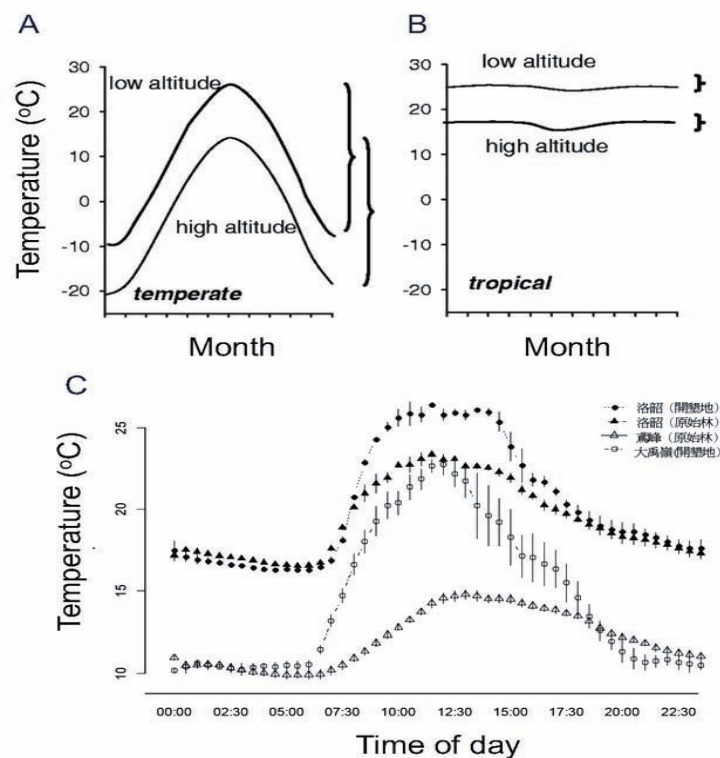 A
Temperature (ºC)
30
20
10
0
-10
-20
low altitude
high altitude
temperate
Month
B
30
20
10
0
-10
-20
low altitude
high altitude
tropical
Month
C
Temperature (ºC)
25
20
15
10
洛韶（開墾地）
洛韶（原始林）
鳶峰（原始林）
大禹嶺(開墾地）
00:00 02:30 05:00 07:30 10:00 12:30 15:00 17:30 20:00 22:30
Time of day